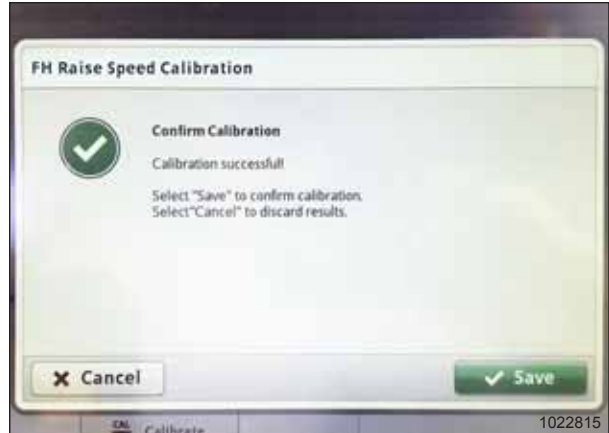 FH Raise Speed Calibration
Confirm Calibration
Calibration successful!
Select "Save" to confirm calibration.
Select"Cancel" to discard results.
Cancel
Save
CAL Calibrate
1022815